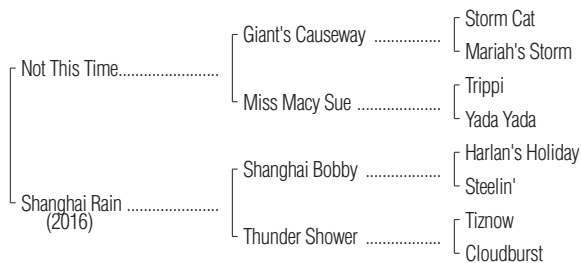 Storm Cat
Giant's Causeway ..................
Mariah's Storm
Not This Time.......................
Trippi
Miss Macy Sue ...................
Yada Yada
Harlan's Holiday
Shanghai Bobby .................
Steelin'
Shanghai Rain .....................
(2016)
Tiznow
Thunder Shower .................
Cloudburst